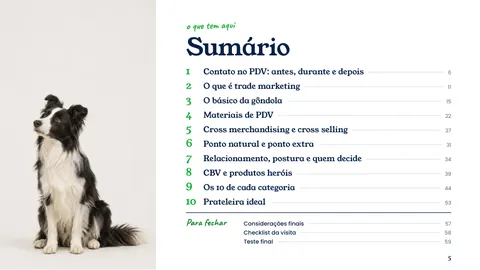 o que tem aqui
Sumário
1 Contato no PDV: antes, durante e depois 6
2 O que é trade marketing 11
3 O básico da gôndola 15
4 Materiais de PDV 22
5 Cross merchandising e cross selling 27
6 Ponto natural e ponto extra 31
7 Relacionamento, postura e quem decide 34
8 CBV e produtos heróis 39
9 Os 10 de cada categoria 44
10 Prateleira ideal 53
Para fechar
Considerações finais 57
Checklist da visita 58
Teste final 59
5